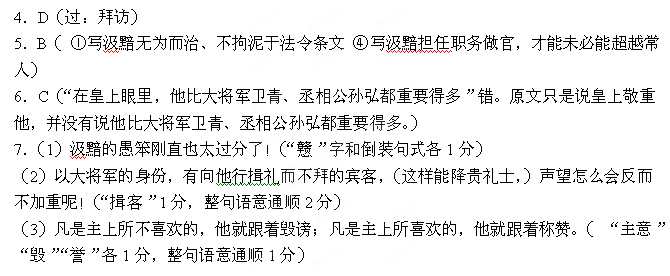 4．D（过：拜访）
5．B（ ①写汲黯无为而治、不拘泥于法令条文 ④写汲黯担任职务做官，才能未必能超越常
人）
6．C（“在皇上眼里，他比大将军卫青、丞相公孙弘都重要得多”错。原文只是说皇上敬重
他，并没有说他比大将军卫青、丞相公孙弘都重要得多。）
7．（1）汲黯的愚笨刚直也太过分了!（“戆”字和倒装句式各1分）
（2）以大将军的身份，有向他行揖礼而不拜的宾客，（这样能降贵礼士，）声望怎么会反而
不加重呢!（“揖客”1分，整句语意通顺2分）
（3）凡是主上所不喜欢的，他就跟着毁谤；凡是主上所喜欢的，他就跟着称赞。（ “主意”
“毁”“誉”各1分，整句语意通顺1分）